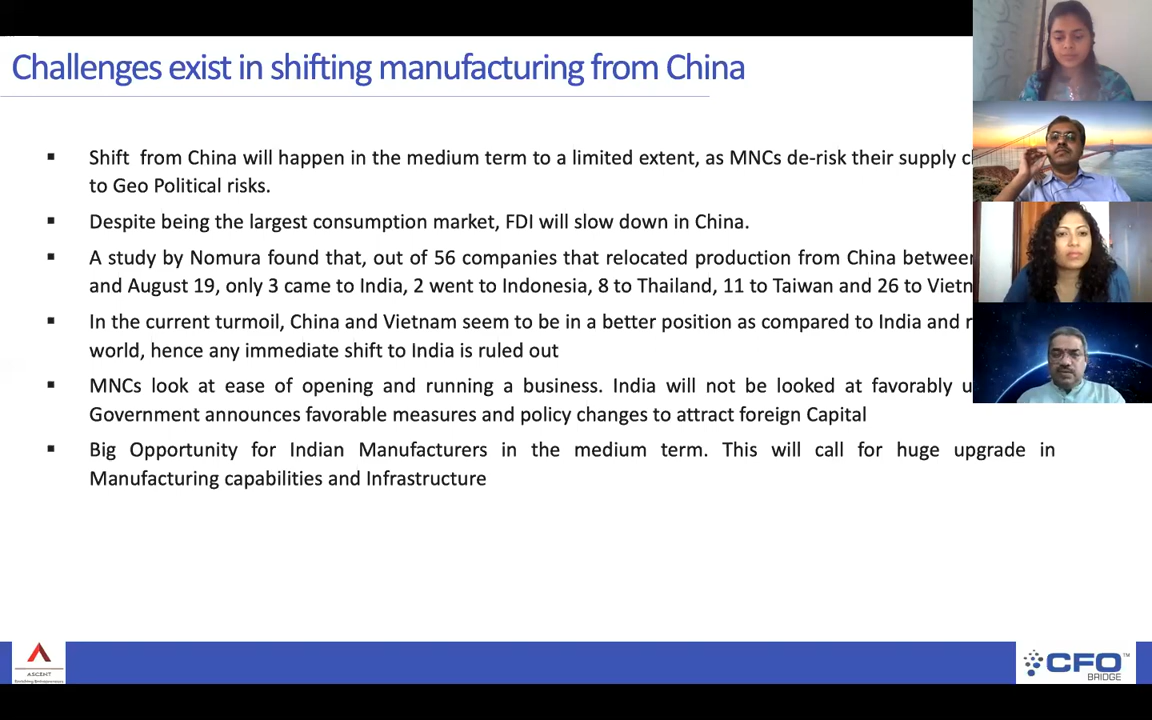 Challenges exist in shifting manufacturing from China
▪ Shift from China will happen in the medium term to a limited extent, as MNCs de-risk their supply
to Geo Political risks.
▪ Despite being the largest consumption market, FDI will slow down in China.
▪ A study by Nomura found that, out of 56 companies that relocated production from China between
and August 19, only 3 came to India, 2 went to Indonesia, 8 to Thailand, 11 to Taiwan and 26 to
▪ In the current turmoil, China and Vietnam seem to be in a better position as compared to India and
world, hence any immediate shift to India is ruled out
▪ MNCs look at ease of opening and running a business. India will not be looked at favorably
Government announces favorable measures and policy changes to attract foreign Capital
▪ Big Opportunity for Indian Manufacturers in the medium term. This will call for huge upgrade in
Manufacturing capabilities and Infrastructure
ASCENT
CFO TM
BRIDGE